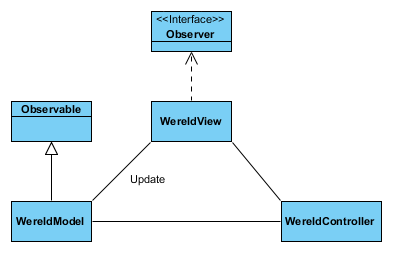 <<Interface>>
Observer
Observable
WereldView
Update
WereldModel
WereldController